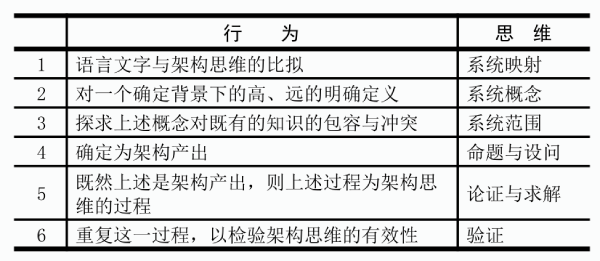 行 为 思 维
1 语言文字与架构思维的比拟 系统映射
2 对一个确定背景下的高、远的明确定义 系统概念
3 探求上述概念对既有的知识的包容与冲突 系统范围
4 确定为架构产出 命题与设问
5 既然上述是架构产出，则上述过程为架构思
维的过程 论证与求解
6 重复这一过程，以检验架构思维的有效性 验证